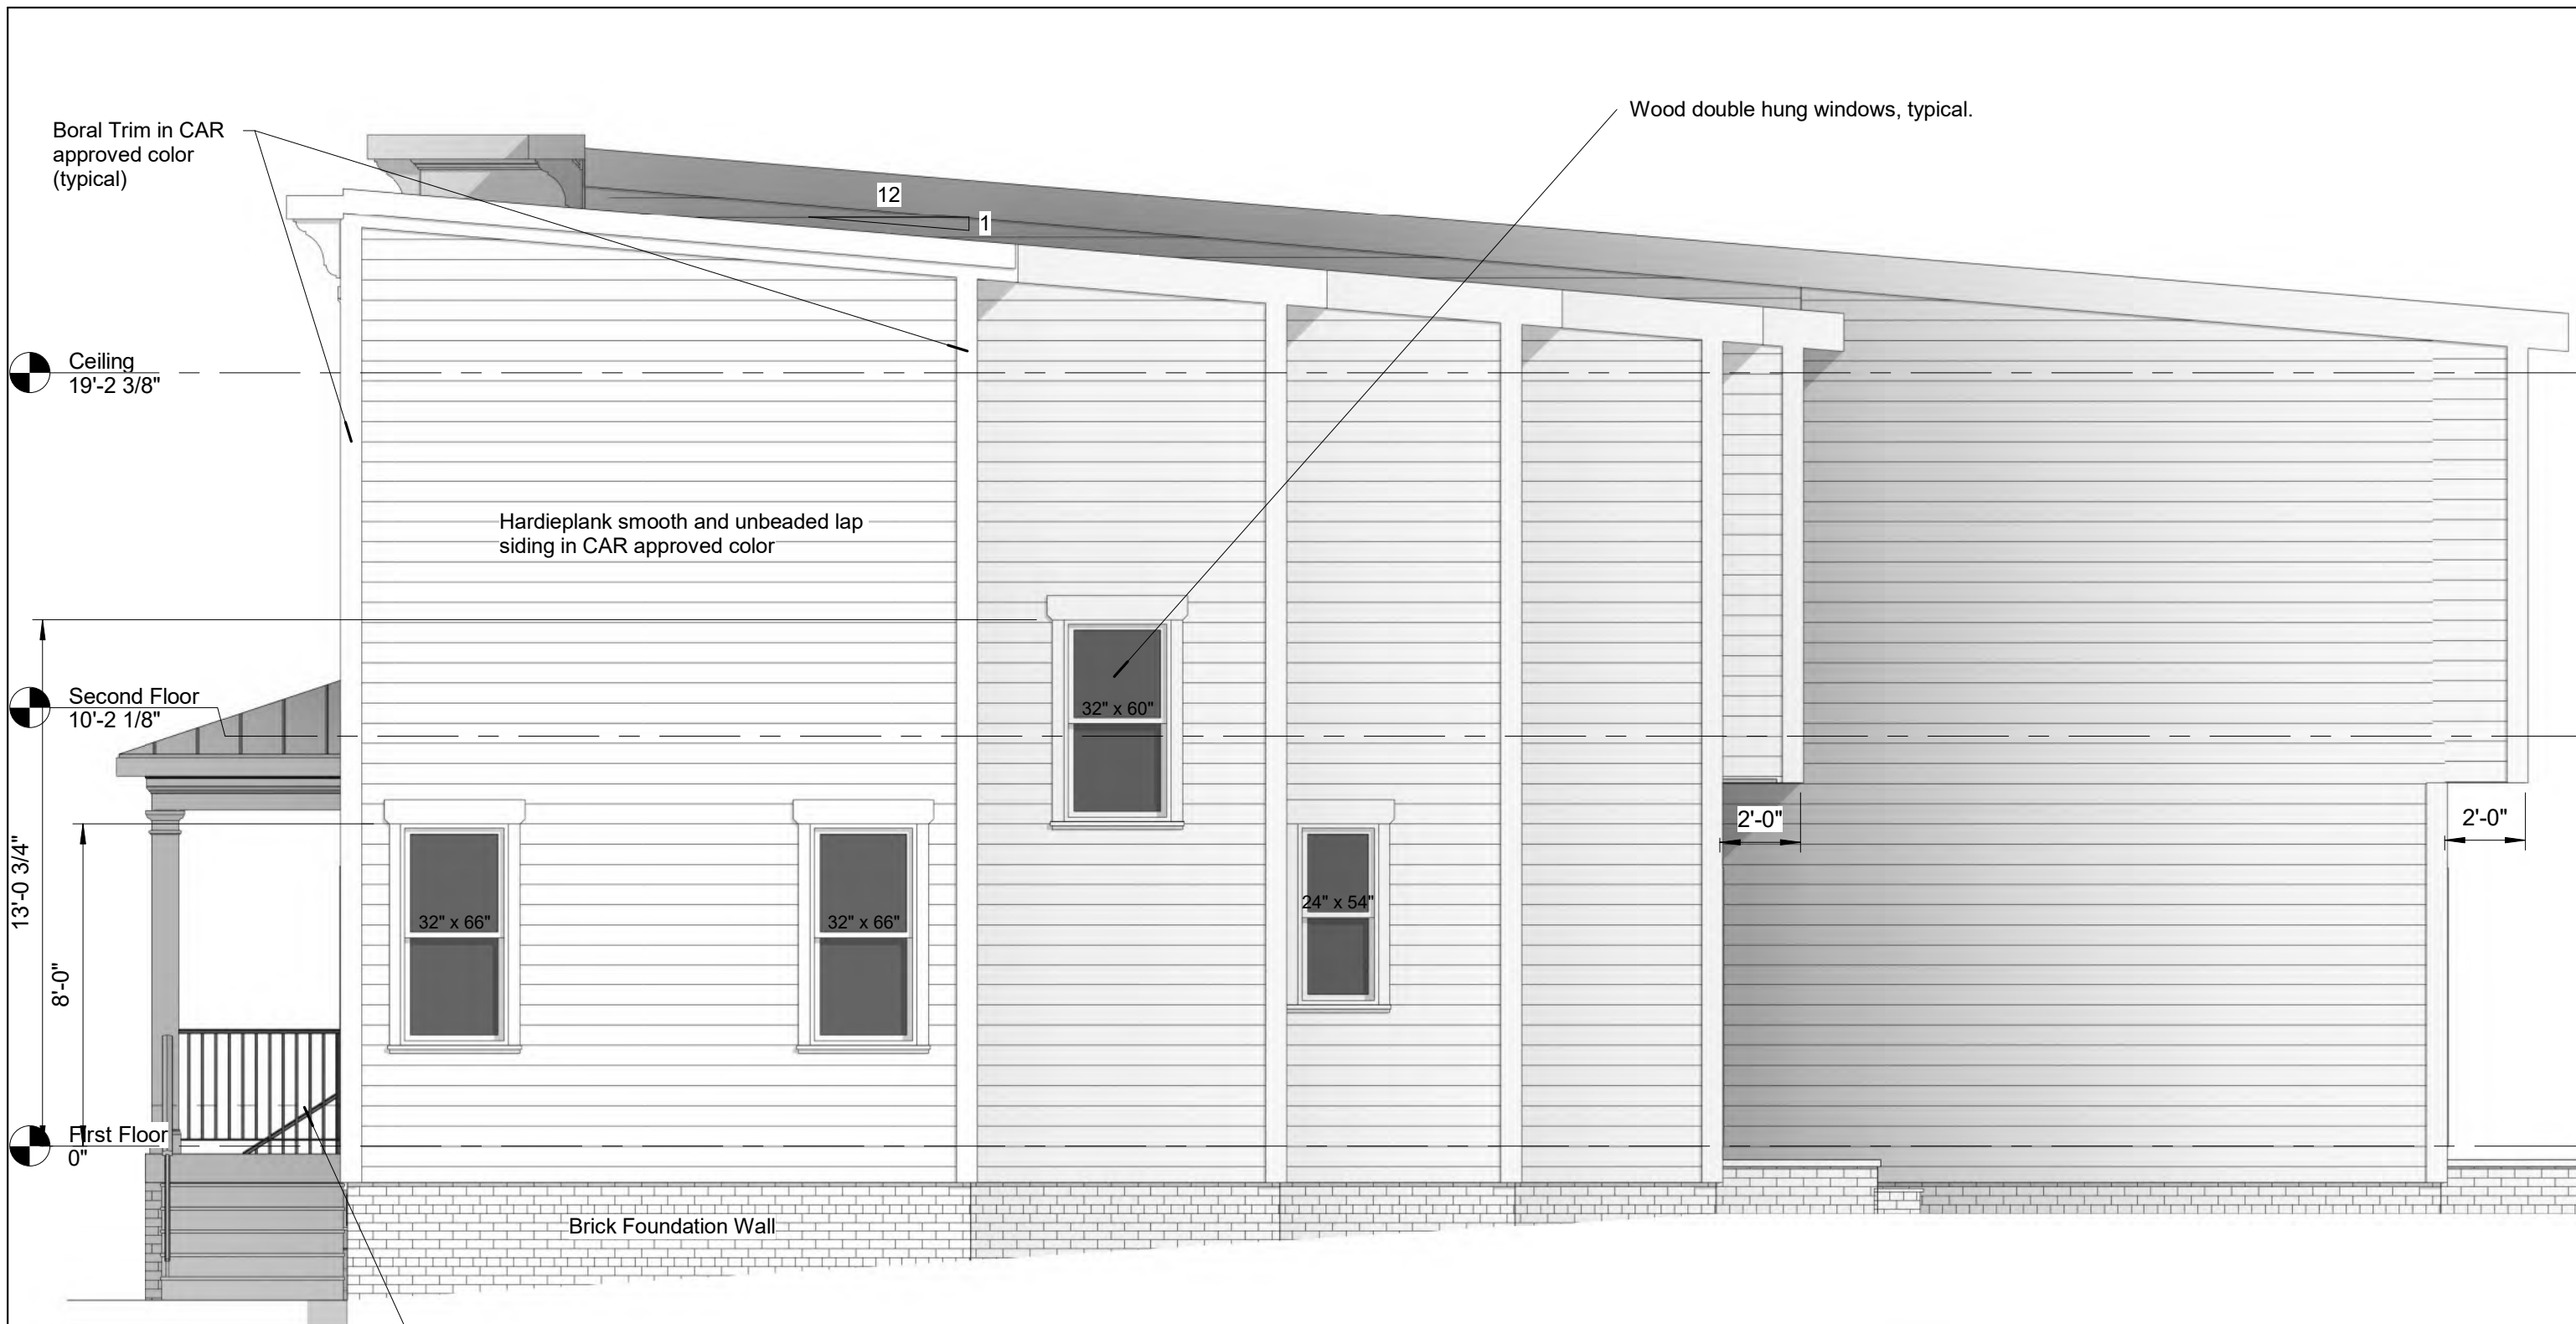 Wood double hung windows, typical.
Boral Trim in CAR
approved color
(typical)
12
1
Ceiling
19'-2 3/8"
Hardieplank smooth and unbeaded lap
siding in CAR approved color
Second Floor
10'-2 1/8"
32" x 60"
2'-0"
2'-0"
13'-0 3/4"
8'-0"
32" x 66"
32" x 66"
24" x 54"
First Floor
0"
Brick Foundation Wall